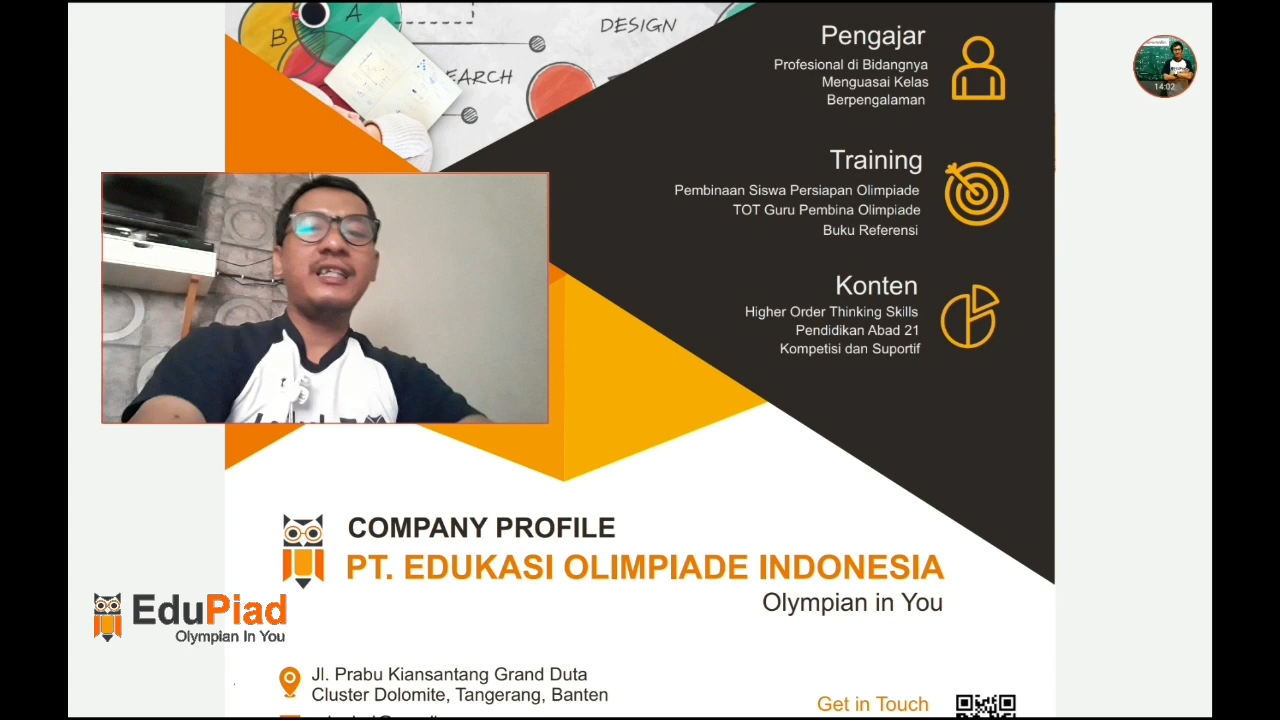 DESIGN
A
B
EARCH
Pengajar
Profesional di Bidangnya
Menguasai Kelas
Berpengalaman
14:02
Training
Pembinaan Siswa Persiapan Olimpiade
TOT Guru Pembina Olimpiade
Buku Referensi
Konten
Higher Order Thinking Skills
Pendidikan Abad 21
Kompetisi dan Suportif
COMPANY PROFILE
PT. EDUKASI OLIMPIADE INDONESIA
Olympian in You
EduPiad
Olympian In You
Jl. Prabu Kiansantang Grand Duta
Cluster Dolomite, Tangerang, Banten
Get in Touch